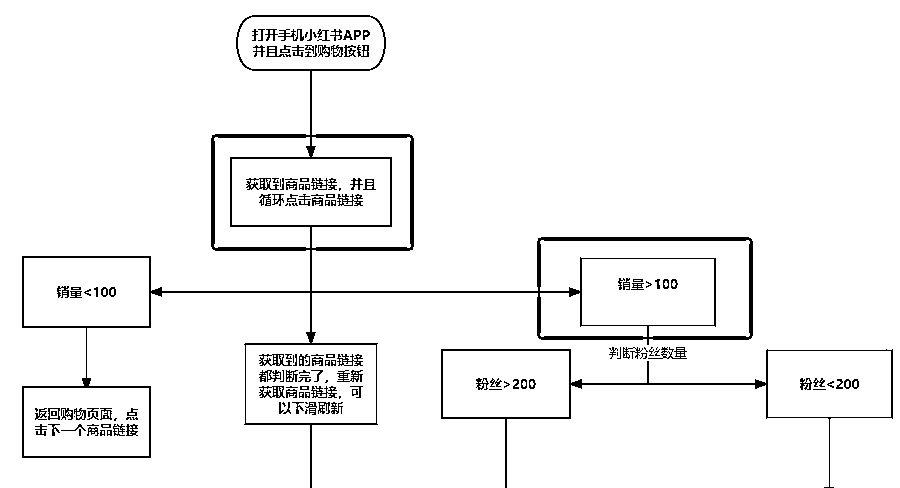 打开手机小红书APP
并且点击到购物按钮
获取到商品链接，并且
循环点击商品链接
销量<100
销量>100
判断粉丝数量
获取到的商品链接
都判断完了，重新
获取商品链接，可
以下滑刷新
粉丝>200
粉丝<200
返回购物页面，点
击下一个商品链接